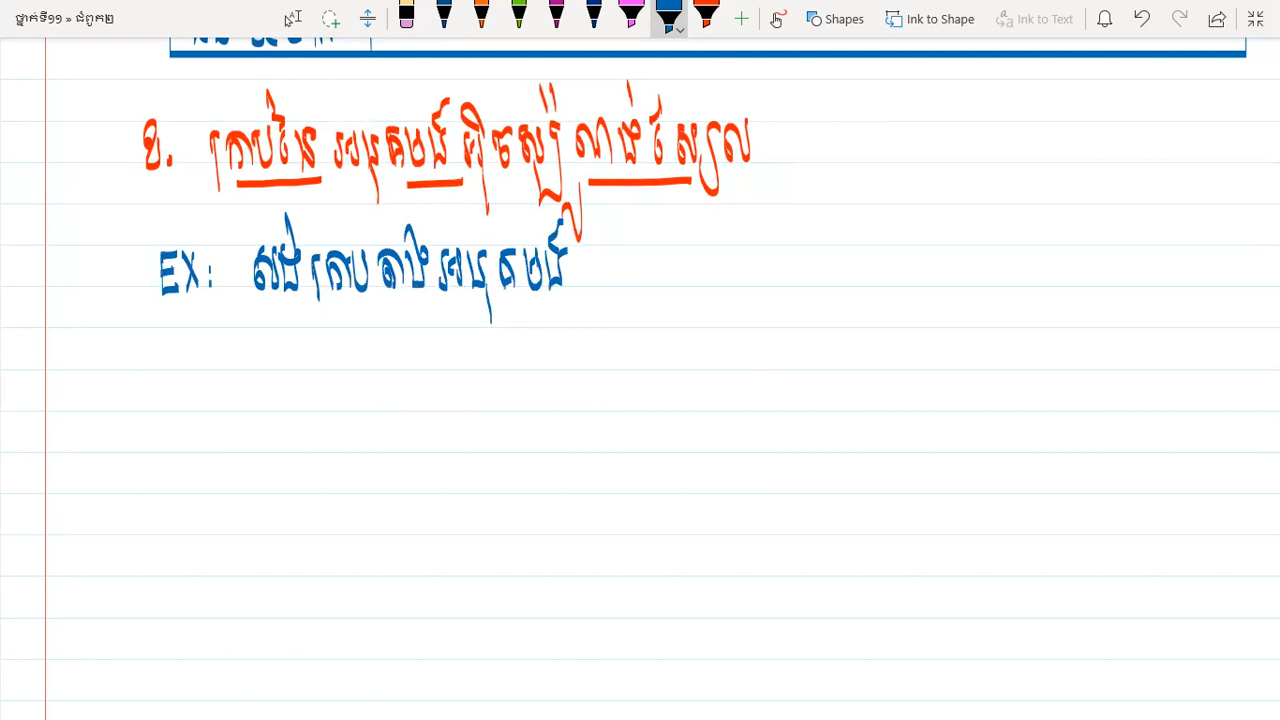 ថ្នាក់ទី១១ » ជំពូក២
Shapes
Ink to Shape
Ink to Text
ខ. ក្រាបនៃ អនុគមន៍ អ៊ិចស្ប៉ូណង់ស្យែល
EX: សង់ក្រាបតាងអនុគមន៍